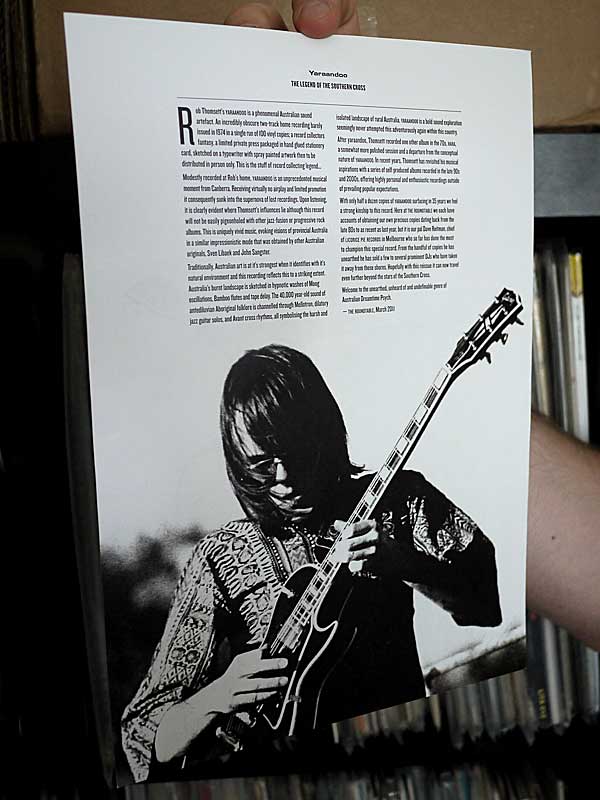 Yaraandoo
THE LEGEND OF THE SOUTHERN CROSS
Rob Thomsett's YARAANDOO is a phenomenal Australian sound
artefact. An incredibly obscure two-track home recording barely
issued in 1974 in a single run of 100 vinyl copies; a record collectors
fantasy, a limited private press packaged in hand glued stationery
card, sketched on a typewriter with spray painted artwork then to be
distributed in person only. This is the stuff of record collecting legend...
Modestly recorded at Rob's home, YARAANDOO is an unprecedented musical
moment from Canberra. Receiving virtually no airplay and limited promotion
it consequently sunk into the supernova of lost recordings. Upon listening,
it is clearly evident where Thomsett's influences lie although this record
will not be easily pigeonholed with other jazz-fusion or progressive rock
albums. This is uniquely vivid music, evoking visions of provincial Australia
in a similar impressionistic mode that was obtained by other Australian
originals, Sven Libaek and John Sangster.
Traditionally, Australian art is at it's strongest when it identifies with it's
natural environment and this recording reflects this to a striking extent.
Australia's burnt landscape is sketched in hypnotic washes of Moog
oscillations, Bamboo flutes and tape delay. The 40,000 year-old sound of
antediluvian Aboriginal folklore is channelled through Mellotron, dilatory
jazz guitar solos, and Avant cross rhythms, all symbolising the harsh and
isolated landscape of rural Australia. YARAANDOO is a bold sound exploration
seemingly never attempted this adventurously again within this country.
After yaraandoo, Thomsett recorded one other album in the 70s, HARA,
a somewhat more polished session and a departure from the conceptual
nature of YARAANDOO. In recent years, Thomsett has revisited his musical
aspirations with a series of self produced albums recorded in the late 90s
and 2000s, offering highly personal and enthusiastic recordings outside
of prevailing popular expectations.
With only half a dozen copies of YARAANDOO surfacing in 35 years we feel
a strong kinship to this record. Here at THE ROUNDTABLE we each have
accounts of obtaining our own precious copies dating back from the
late 80s to as recent as last year, but it is our pal Dave Hofman, chief
of LICORICE PIE RECORDS in Melbourne who so far has done the most
to champion this special record. From the handful of copies he has
unearthed he has sold a few to several prominent DJs who have taken
it away from these shores. Hopefully with this reissue it can now travel
even further beyond the stars of the Southern Cross.
Welcome to the unearthed, unheard of and undefinable genre of
Australian Dreamtime Psych.
— THE ROUNDTABLE, March 2011